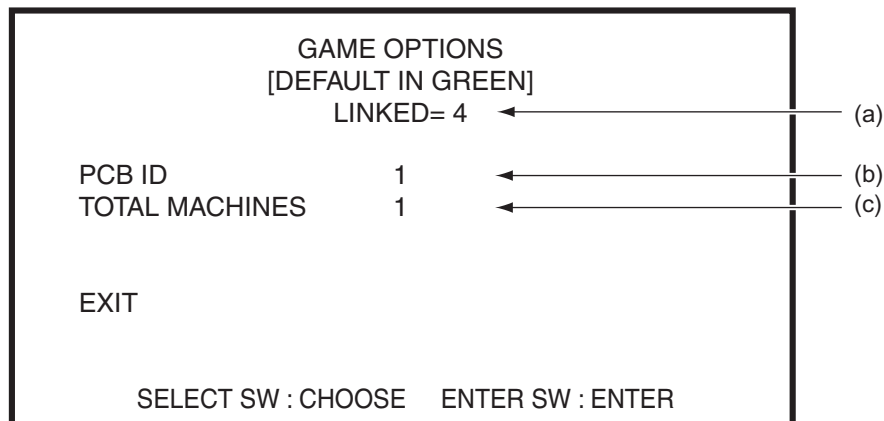 GAME OPTIONS
[DEFAULT IN GREEN]
LINKED= 4 (a)
PCB ID 1 (b)
TOTAL MACHINES 1 (c)
EXIT
SELECT SW : CHOOSE ENTER SW : ENTER